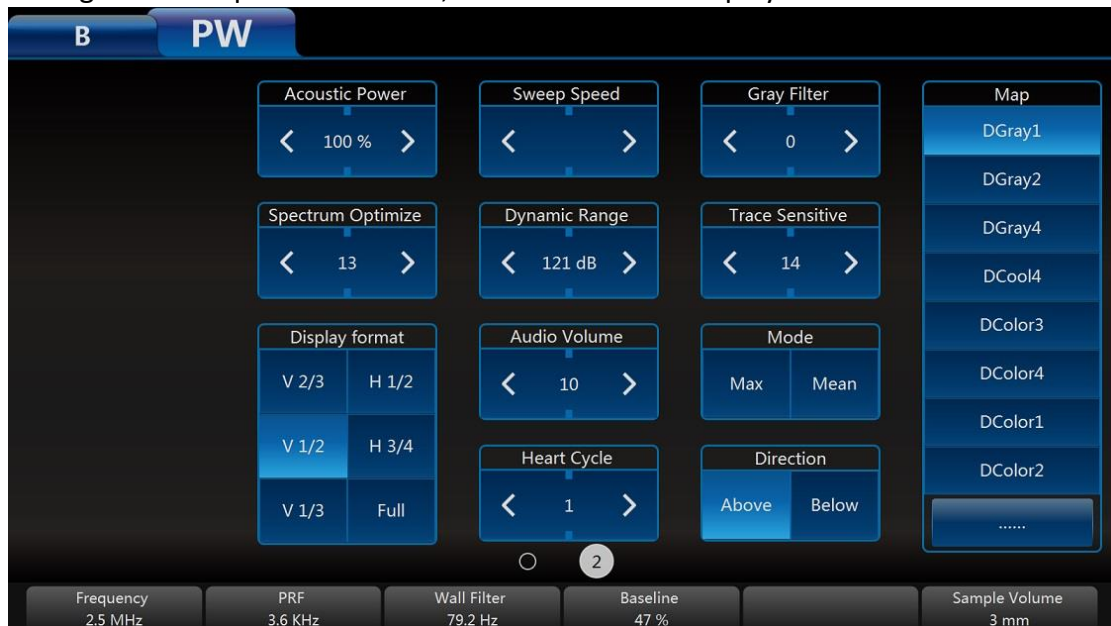 B PW
Acoustic Power
100 %
Sweep Speed
Gray Filter
0
Spectrum Optimize
13
Dynamic Range
121 dB
Trace Sensitive
14
Display format
V 2/3 H 1/2
V 1/2 H 3/4
V 1/3 Full
Audio Volume
10
Mode
Max Mean
Heart Cycle
1
Direction
Above Below
Map
DGray1
DGray2
DGray4
DCool4
DColor3
DColor4
DColor1
DColor2
......
2
Frequency
2.5 MHz
PRF
3.6 KHz
Wall Filter
79.2 Hz
Baseline
47 %
Sample Volume
3 mm